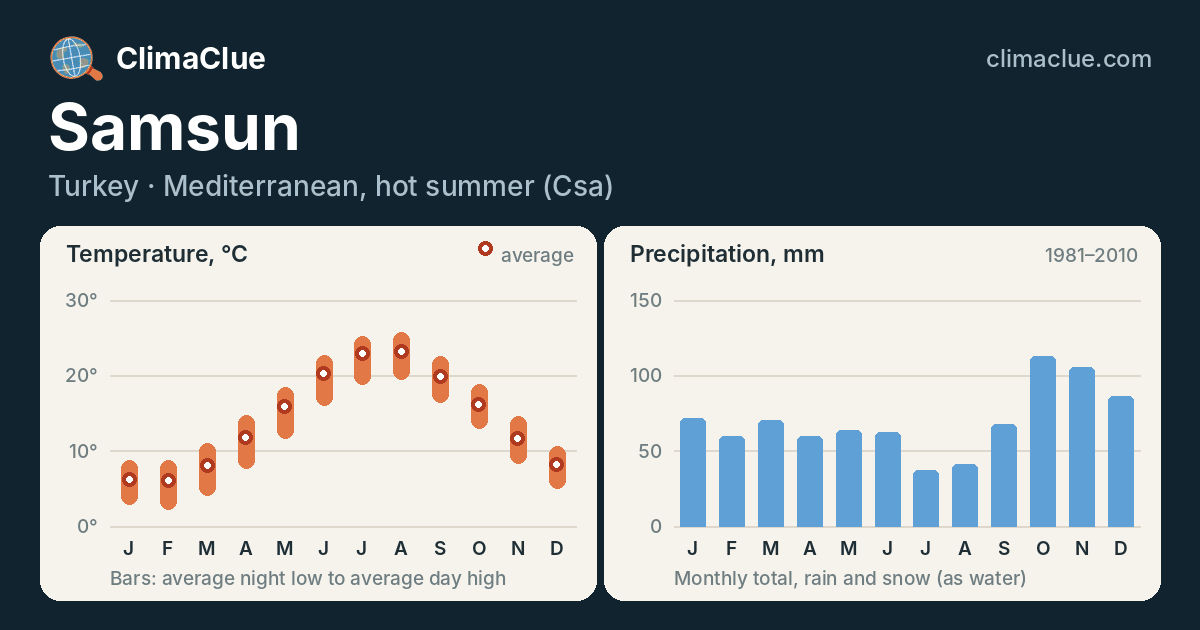 ClimaClue
climaclue.com
Samsun
Turkey · Mediterranean, hot summer (Csa)
Temperature, °C
average
30°
20°
10°
0°
J F M A M J J A S O N D
Bars: average night low to average day high
Precipitation, mm
1981–2010
150
100
50
0
J F M A M J J A S O N D
Monthly total, rain and snow (as water)